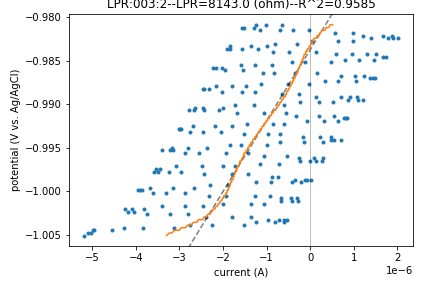 LPR:003:2--LPR=8143.0 (ohm)--R^2=0.9585
potential (V vs. Ag/AgCl)
−0.980
−0.985
−0.990
−0.995
−1.000
−1.005
−5 −4 −3 −2 −1 0 1 2
1e−6
current (A)